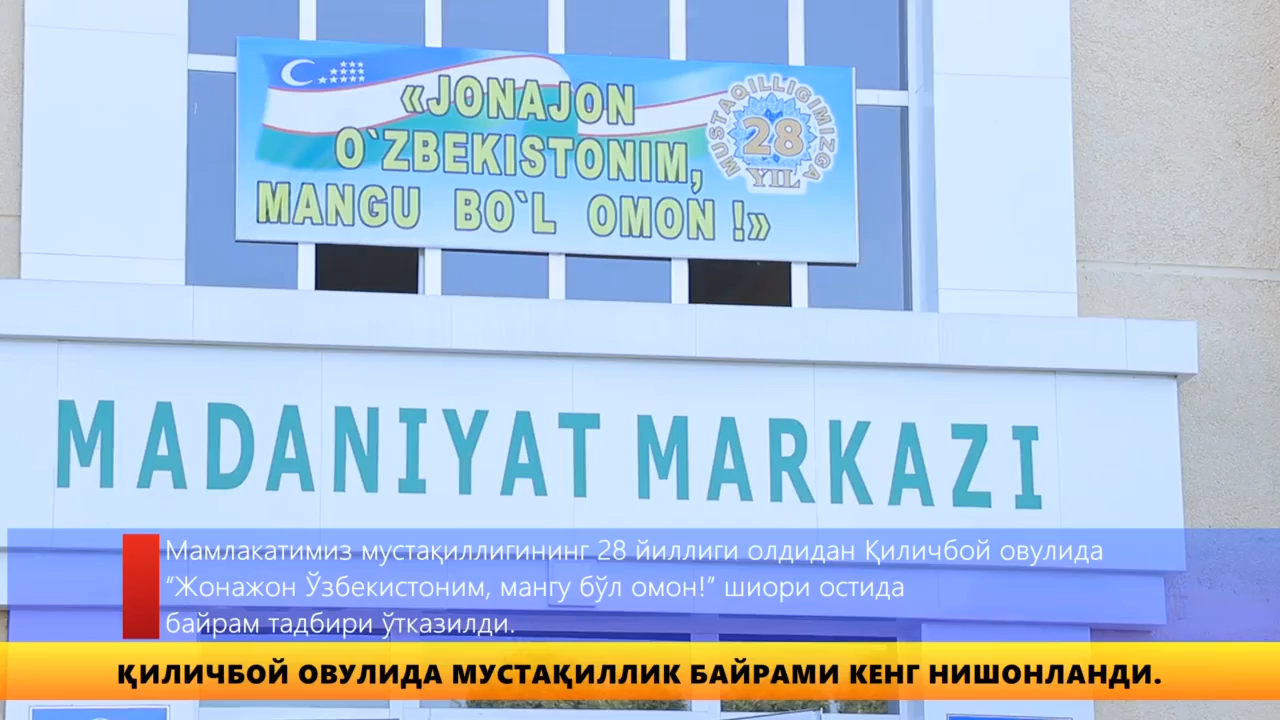 «JONAJON
O`ZBEKISTONIM,
MANGU BO`L OMON !»
MUSTAQILLIGIMIZGA
28
YIL
MADANIYAT MARKAZI
Мамлакатимиз мустақиллигининг 28 йиллиги олдидан Қиличбой овулида
“Жонажон Ўзбекистоним, мангу бўл омон!” шиори остида
байрам тадбири ўтказилди.
ҚИЛИЧБОЙ ОВУЛИДА МУСТАҚИЛЛИК БАЙРАМИ КЕНГ НИШОНЛАНДИ.